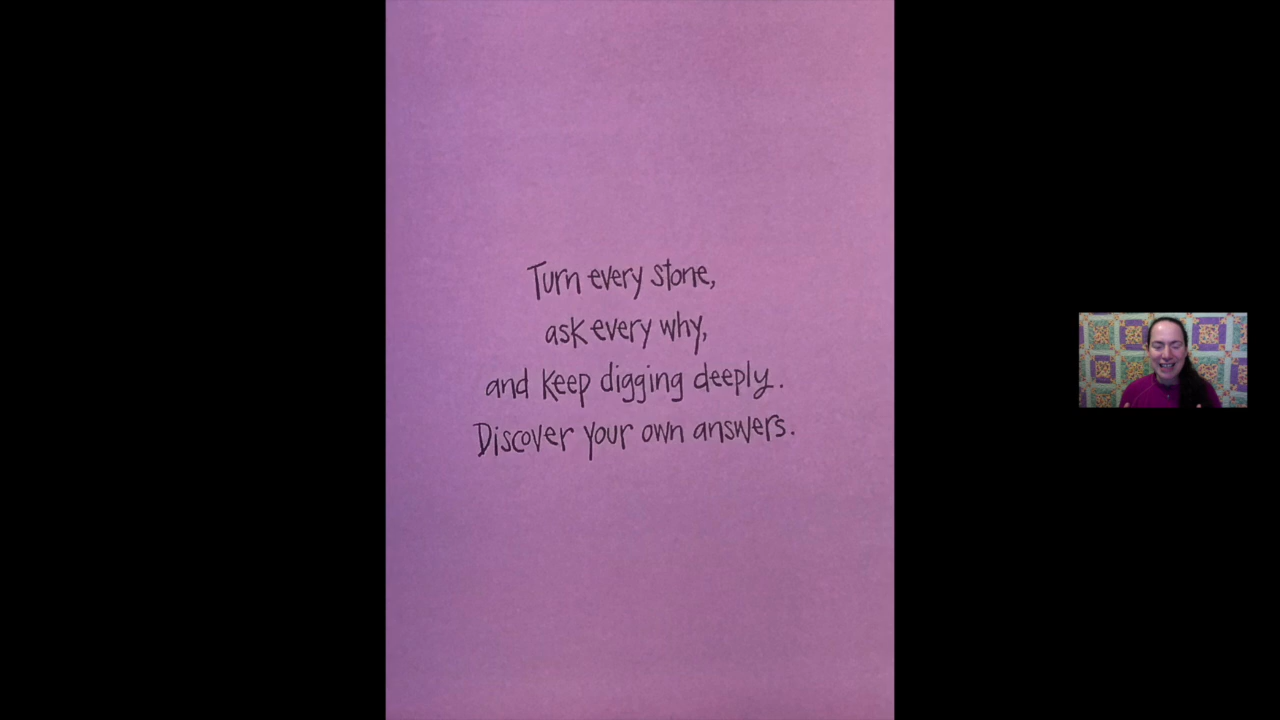 Turn every stone,
ask every why,
and keep digging deeply.
Discover your own answers.